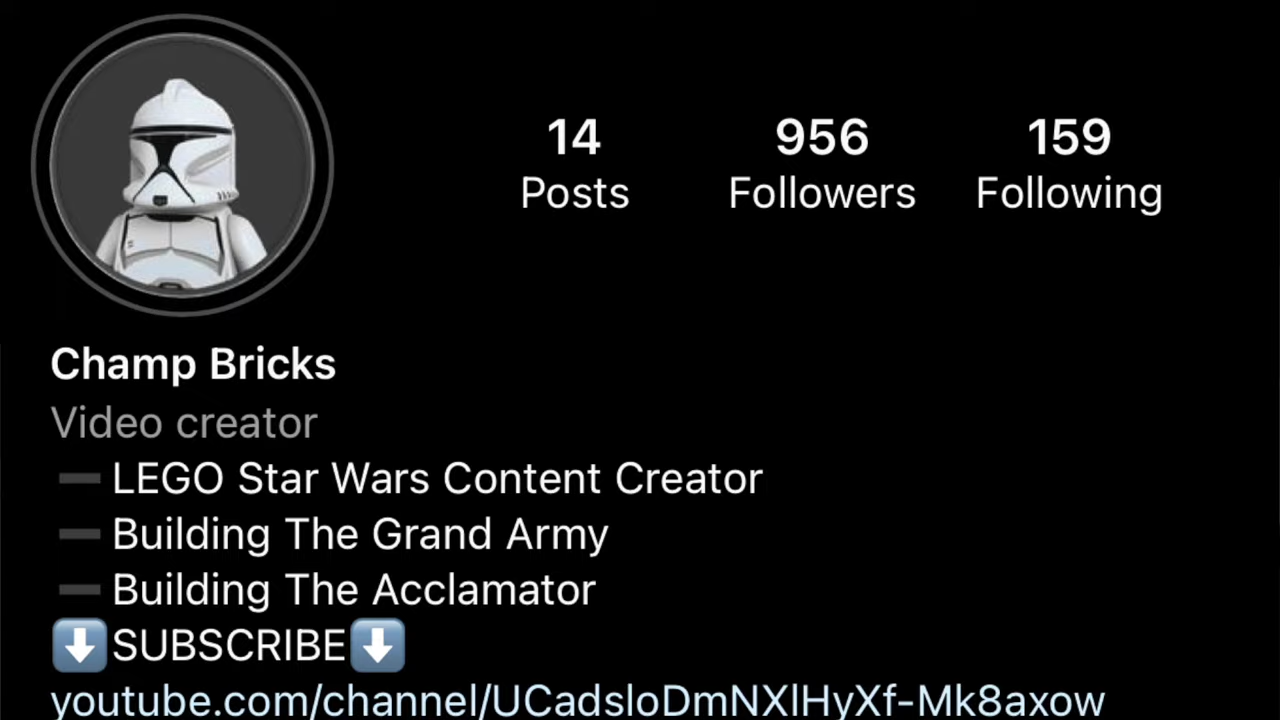 14 956 159
Posts Followers Following
Champ Bricks
Video creator
➖LEGO Star Wars Content Creator
➖Building The Grand Army
➖Building The Acclamator
⬇️SUBSCRIBE⬇️
youtube.com/channel/UCadsloDmNXlHyXf-Mk8axow